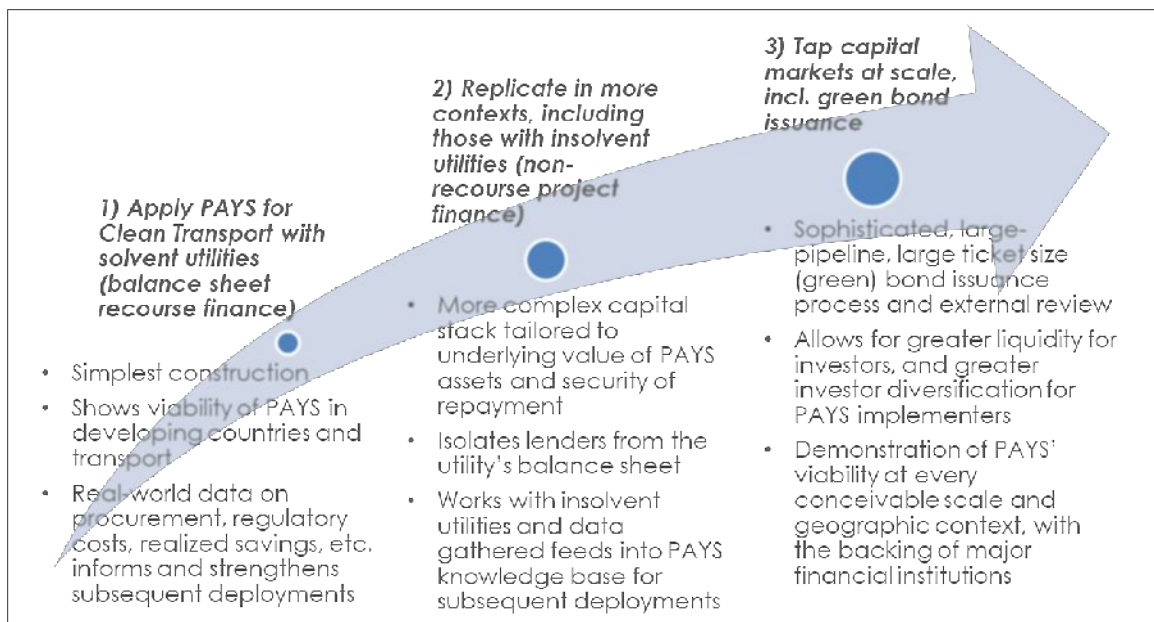 1) Apply PAYS for
Clean Transport with
solvent utilities
(balance sheet
recourse finance)
• Simplest construction
• Shows viability of PAYS in
developing countries and
transport
• Real-world data on
procurement, regulatory
costs, realized savings, etc.
informs and strengthens
subsequent deployments
2) Replicate in more
contexts, including
those with insolvent
utilities (non-
recourse project
finance)
• More complex capital
stack tailored to
underlying value of PAYS
assets and security of
repayment
• Isolates lenders from the
utility's balance sheet
• Works with insolvent
utilities and data
gathered feeds into PAYS
knowledge base for
subsequent deployments
3) Tap capital
markets at scale,
incl. green bond
issuance
• Sophisticated, large-
pipeline, large ticket size
(green) bond issuance
process and external review
• Allows for greater liquidity for
investors, and greater
investor diversification for
PAYS implementers
• Demonstration of PAYS'
viability at every
conceivable scale and
geographic context, with
the backing of major
financial institutions